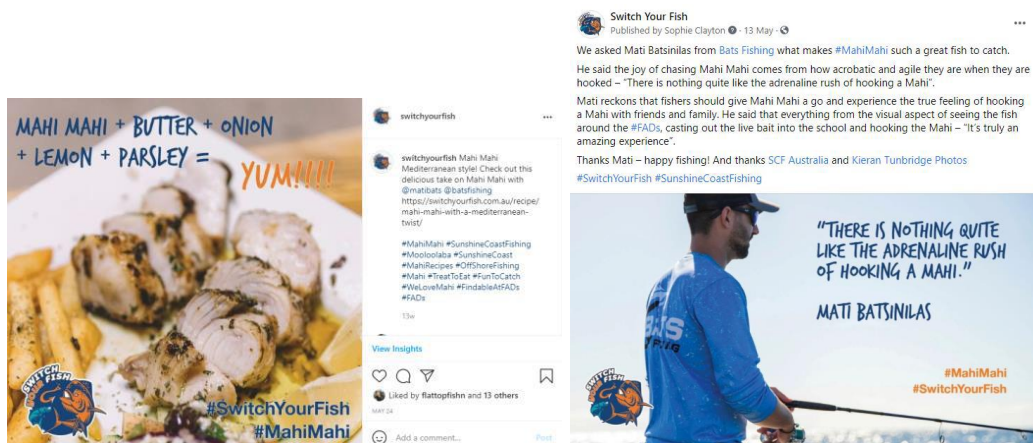 MAHI MAHI + BUTTER + ONION
+ LEMON + PARSLEY =
YUM!!!!
SWITCH
YOUR FISH
#SwitchYourFish
#MahiMahi
switchyourfish
switchyourfish Mahi Mahi
Mediterranean style! Check out this
delicious take on Mahi Mahi with
@matibats @batsfishing
https://switchyourfish.com.au/recipe/
mahi-mahi-with-a-mediterranean-
twist/
#MahiMahi #SunshineCoastFishing
#Mooloolaba #SunshineCoast
#MahiRecipes #OffShoreFishing
#Mahi #TreatToEat #FunToCatch
#WeLoveMahi #FindableAtFADs
#FADs
13w
View Insights
Liked by flattopfishn and 13 others
MAY 24
Add a comment...
Post
Switch Your Fish
Published by Sophie Clayton · 13 May ·
We asked Mati Batsinilas from Bats Fishing what makes #MahiMahi such a great fish to catch.
He said the joy of chasing Mahi Mahi comes from how acrobatic and agile they are when they are
hooked – "There is nothing quite like the adrenaline rush of hooking a Mahi".
Mati reckons that fishers should give Mahi Mahi a go and experience the true feeling of hooking
a Mahi with friends and family. He said that everything from the visual aspect of seeing the fish
around the #FADs, casting out the live bait into the school and hooking the Mahi – "It's truly an
amazing experience".
Thanks Mati – happy fishing! And thanks SCF Australia and Kieran Tunbridge Photos
#SwitchYourFish #SunshineCoastFishing
"THERE IS NOTHING QUITE
LIKE THE ADRENALINE RUSH
OF HOOKING A MAHI."
MATI BATSINILAS
#MahiMahi
#SwitchYourFish
SWITCH
YOUR FISH